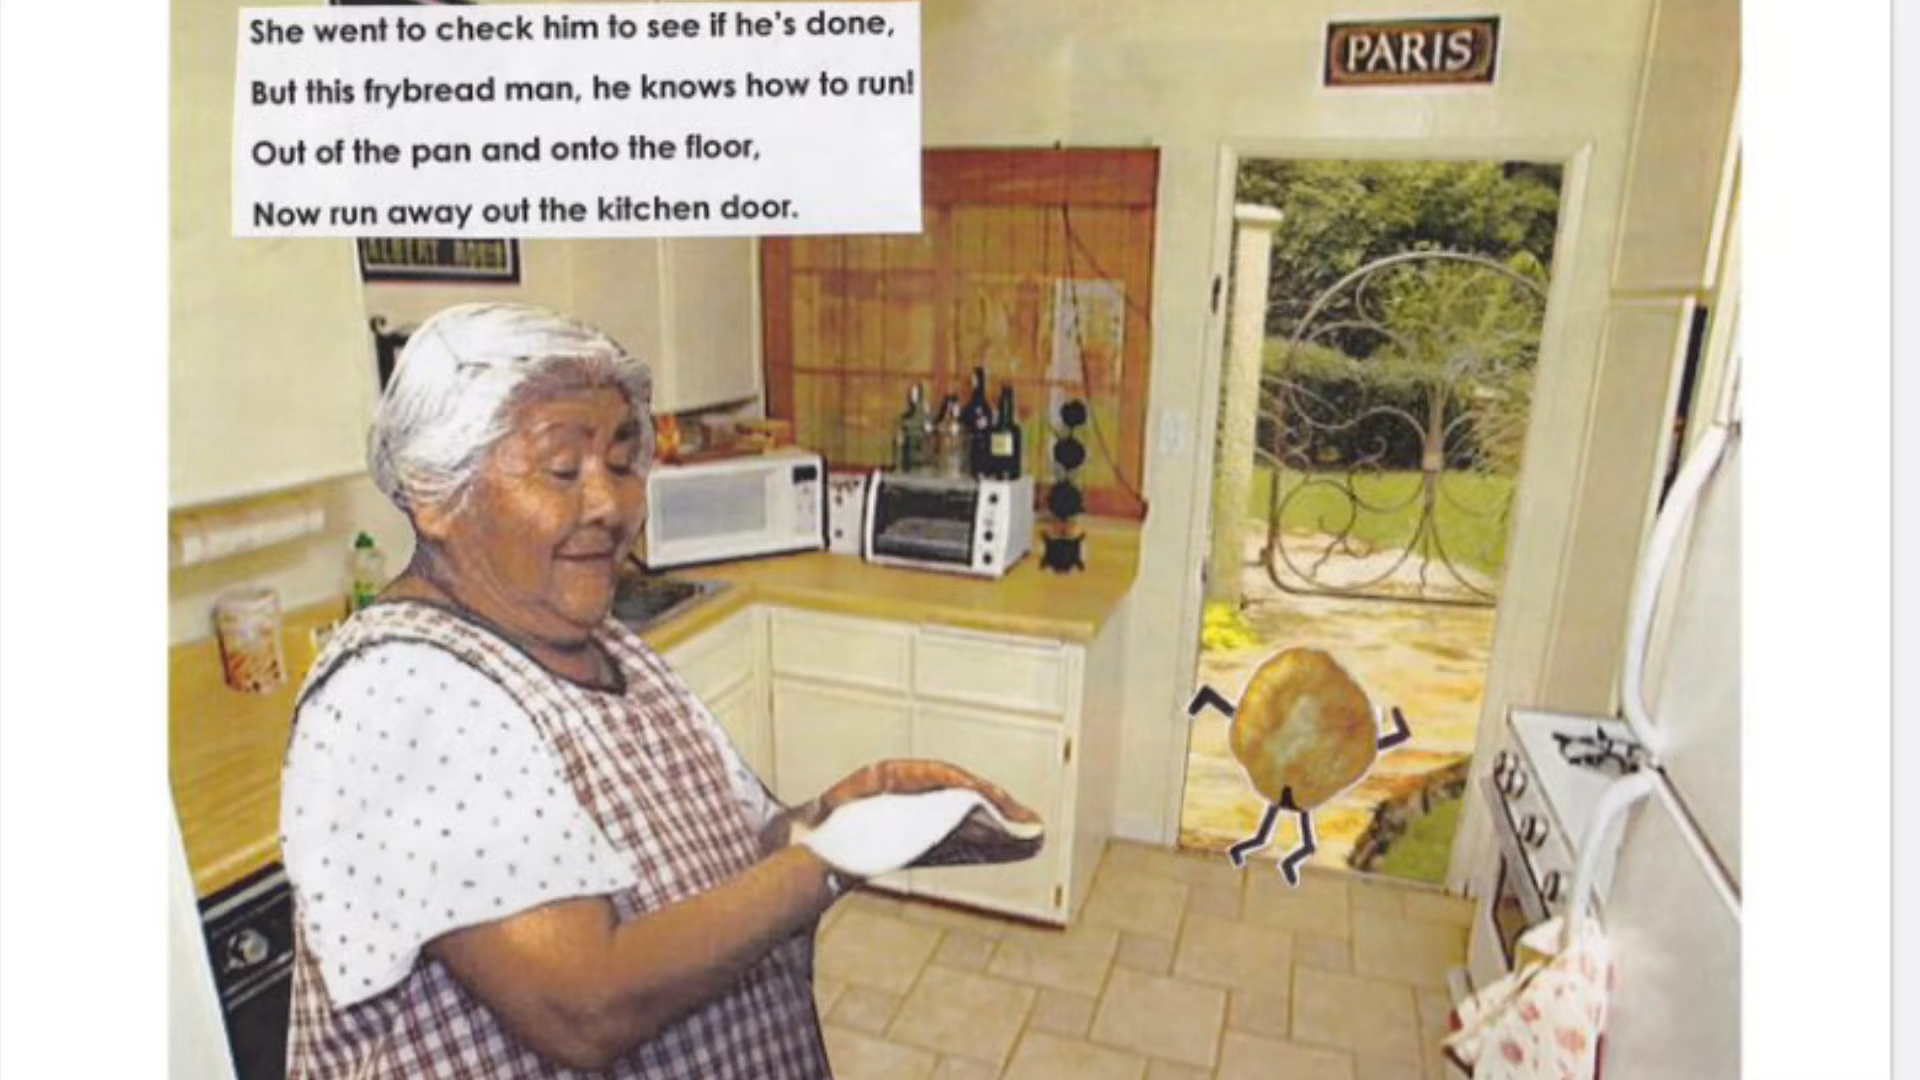 She went to check him to see if he's done,
But this frybread man, he knows how to run!
Out of the pan and onto the floor,
Now run away out the kitchen door.
PARIS